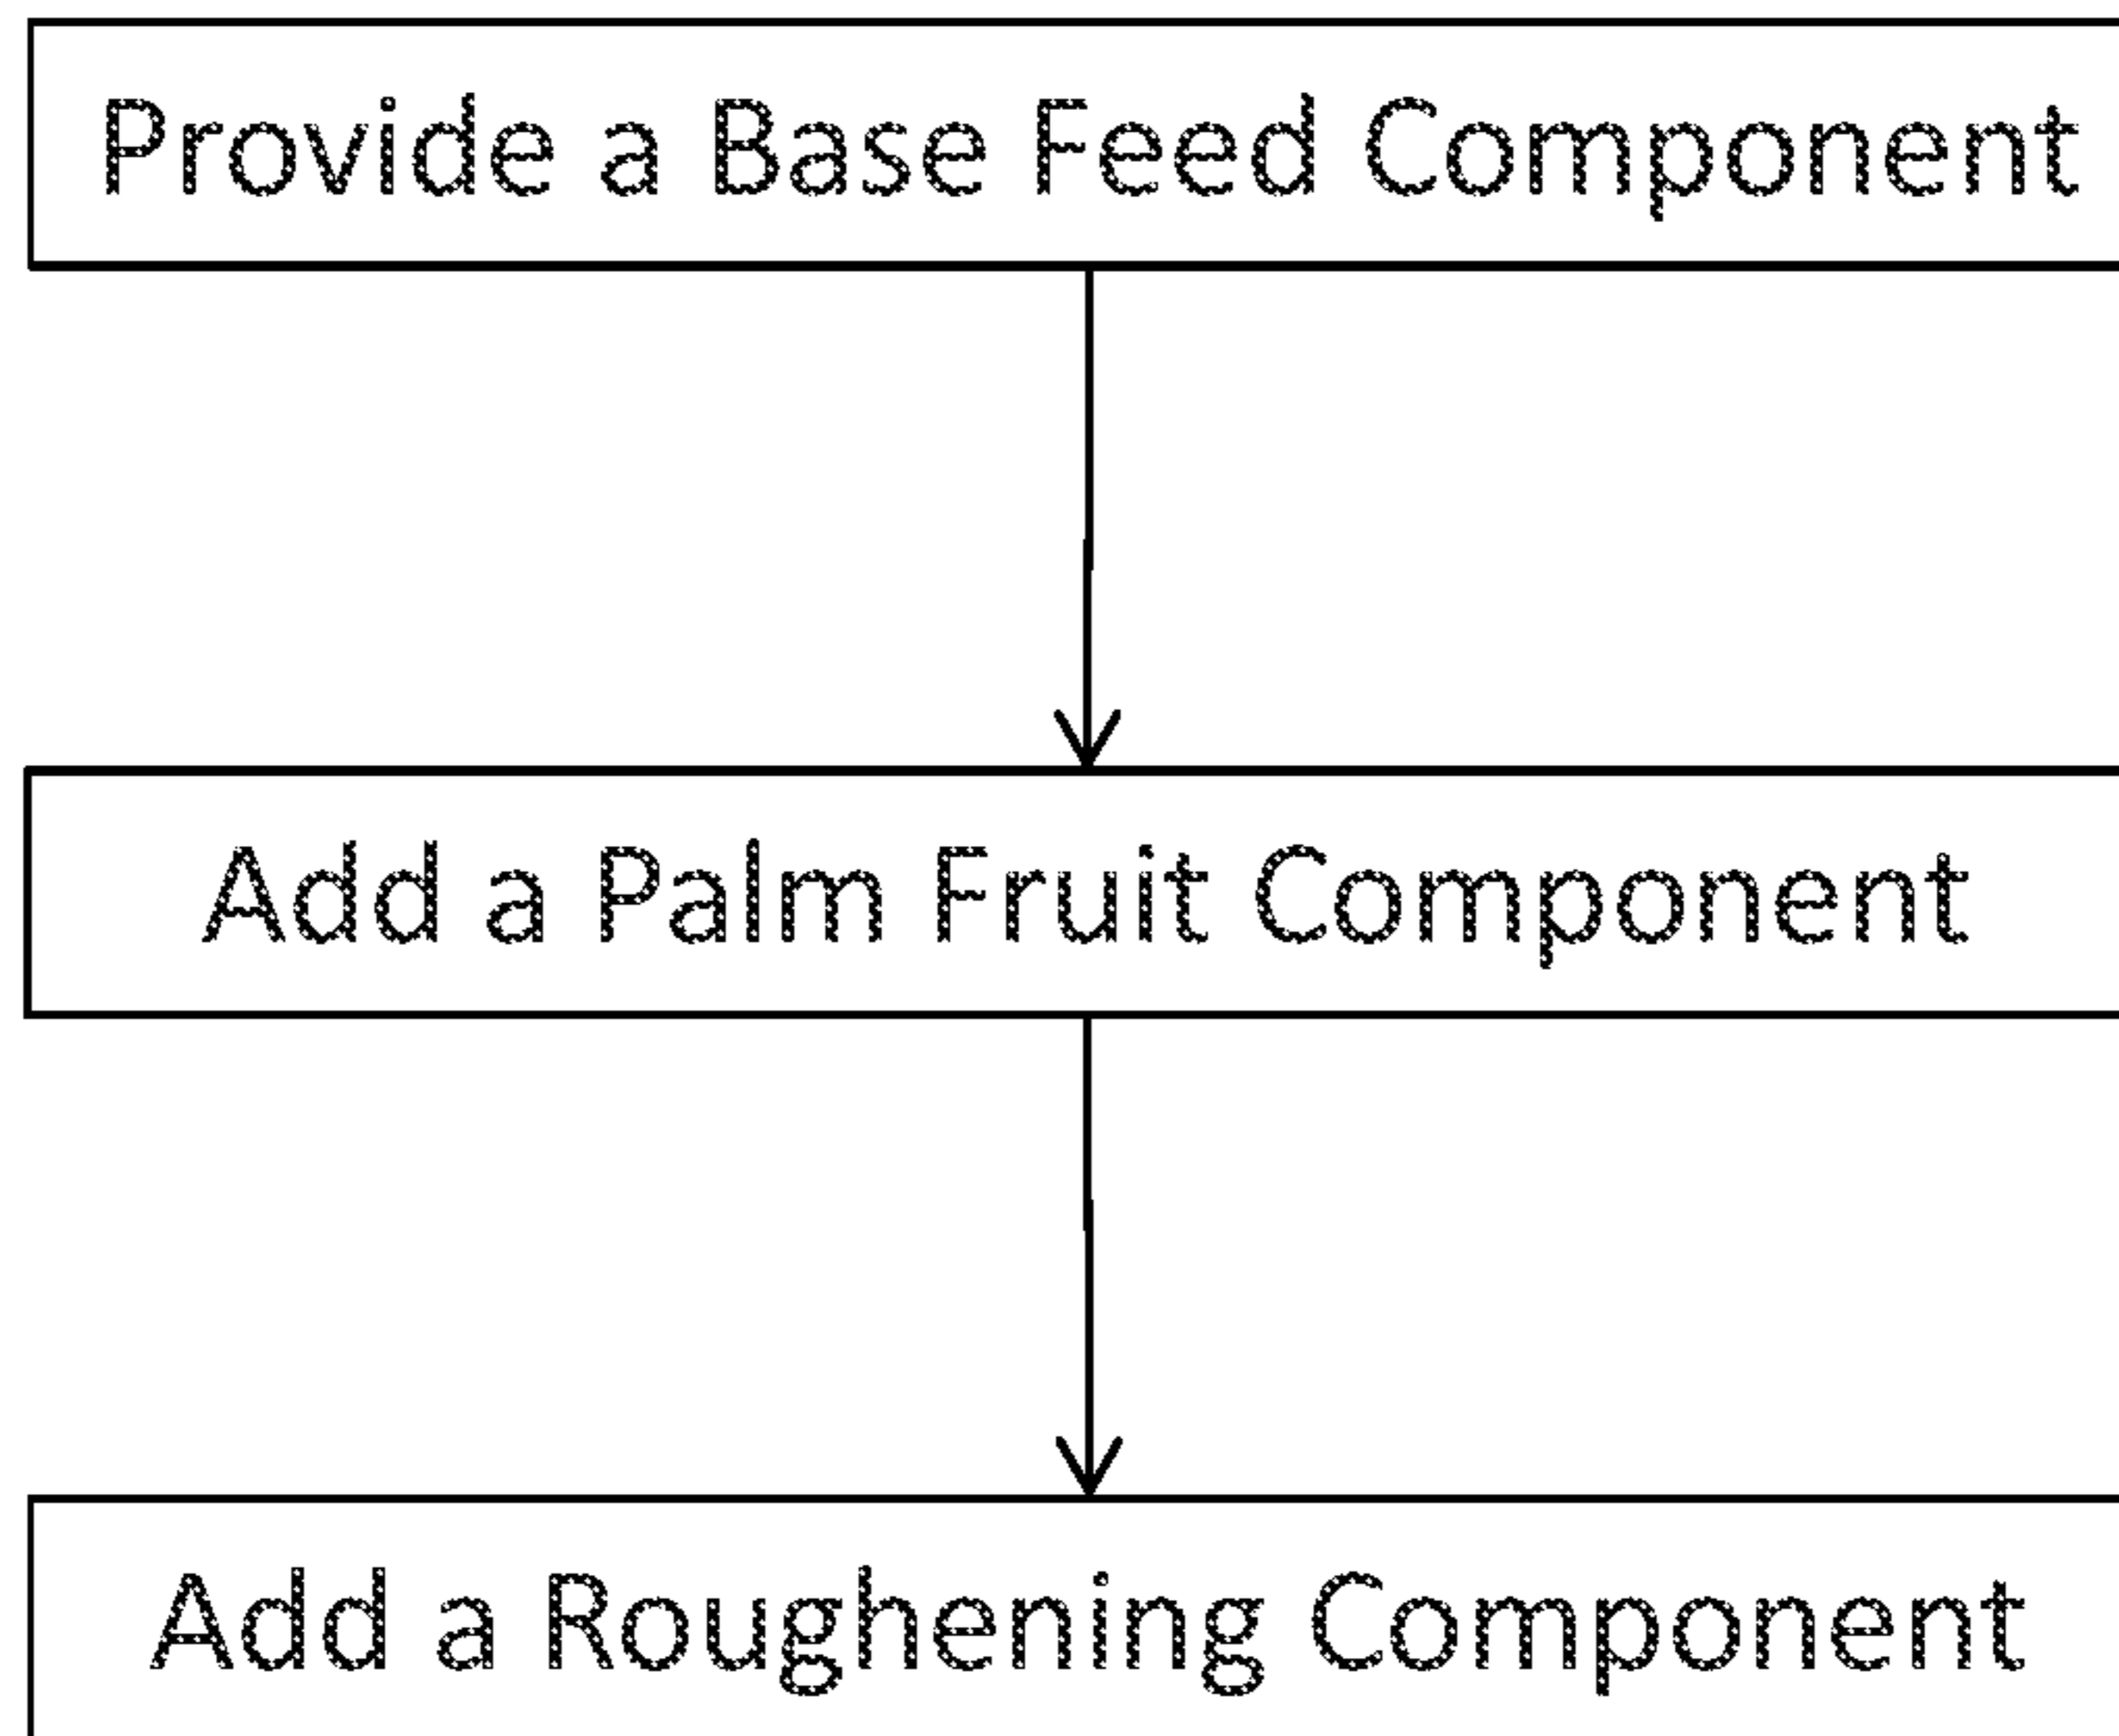 Provide a Base Feed Component
Add a Palm Fruit Component
Add a Roughening Component